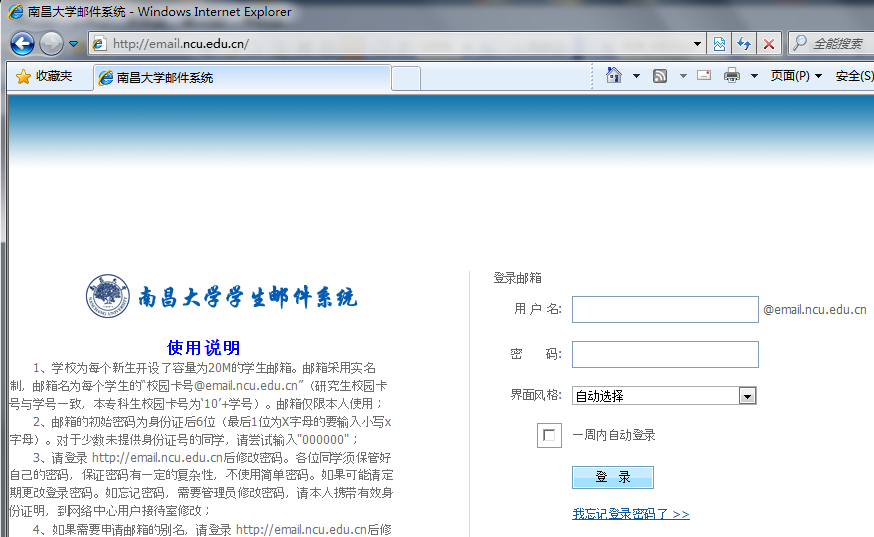 南昌大学邮件系统 - Windows Internet Explorer
http://email.ncu.edu.cn/
全能搜索
收藏夹
南昌大学邮件系统
页面(P)
安全(S)
南昌大学学生邮件系统
使用说明
1、学校为每个新生开设了容量为20M的学生邮箱。邮箱采用实名
制，邮箱名为每个学生的“校园卡号@email.ncu.edu.cn”（研究生校园卡
号与学号一致，本专科生校园卡号为‘10’+学号）。邮箱仅限本人使用；
2、邮箱的初始密码为身份证后6位（最后1位为X字母的要输入小写x
字母）。对于少数未提供身份证号的同学，请尝试输入"000000"；
3、请登录 http://email.ncu.edu.cn后修改密码。各位同学须保管好
自己的密码，保证密码有一定的复杂性，不使用简单密码。如果可能请定
期更改登录密码。如忘记密码，需要管理员修改密码，请本人携带有效身
份证明，到网络中心用户接待室修改；
4、如果需要申请邮箱的别名，请登录 http://email.ncu.edu.cn后修
登录邮箱
用 户 名:
@email.ncu.edu.cn
密 码:
界面风格:
自动选择
一周内自动登录
登 录
我忘记登录密码了 >>